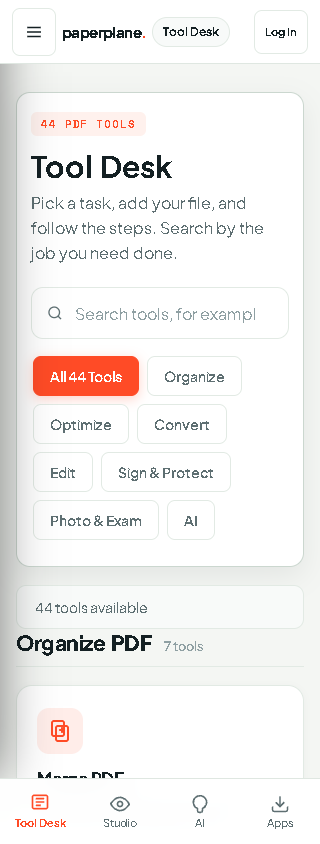 paperplane.
Tool Desk
Log In
44 PDF TOOLS
Tool Desk
Pick a task, add your file, and
follow the steps. Search by the
job you need done.
Search tools, for exampl
All 44 Tools
Organize
Optimize
Convert
Edit
Sign & Protect
Photo & Exam
AI
44 tools available
Organize PDF 7 tools
Merge PDF
Tool Desk
Studio
AI
Apps